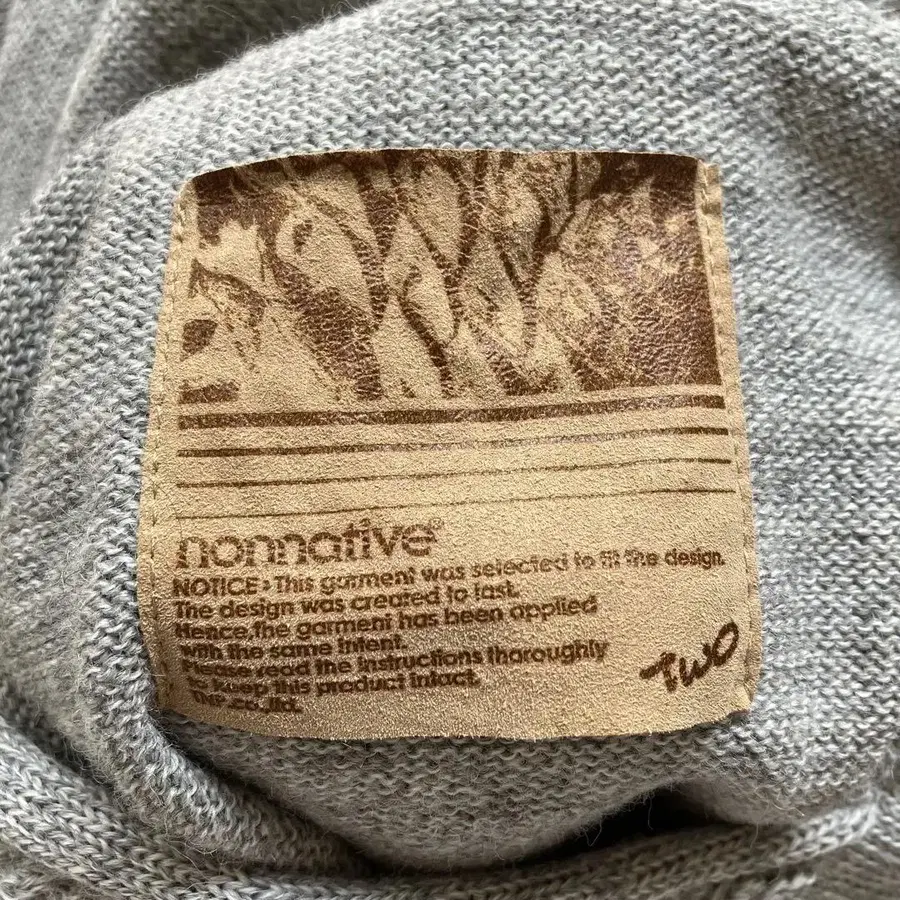 nonnative®
NOTICE: This garment was selected to fit the design.
The design was created to last.
Hence, the garment has been applied
with the same intent.
Please read the instructions tharoughly
to keep this product intact.
TNP.co.,ltd.
TWO